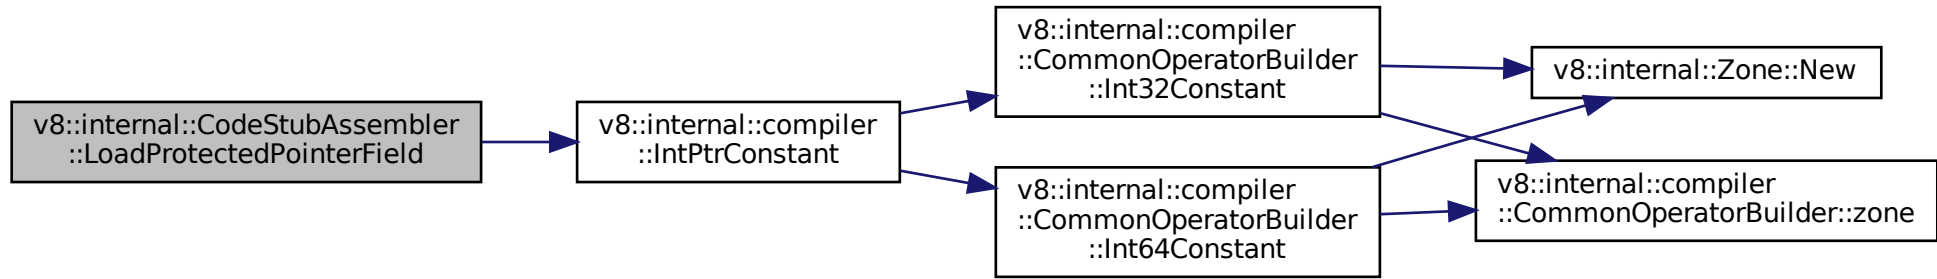 v8::internal::CodeStubAssembler
::LoadProtectedPointerField
v8::internal::compiler
::IntPtrConstant
v8::internal::compiler
::CommonOperatorBuilder
::Int32Constant
v8::internal::compiler
::CommonOperatorBuilder
::Int64Constant
v8::internal::Zone::New
v8::internal::compiler
::CommonOperatorBuilder::zone